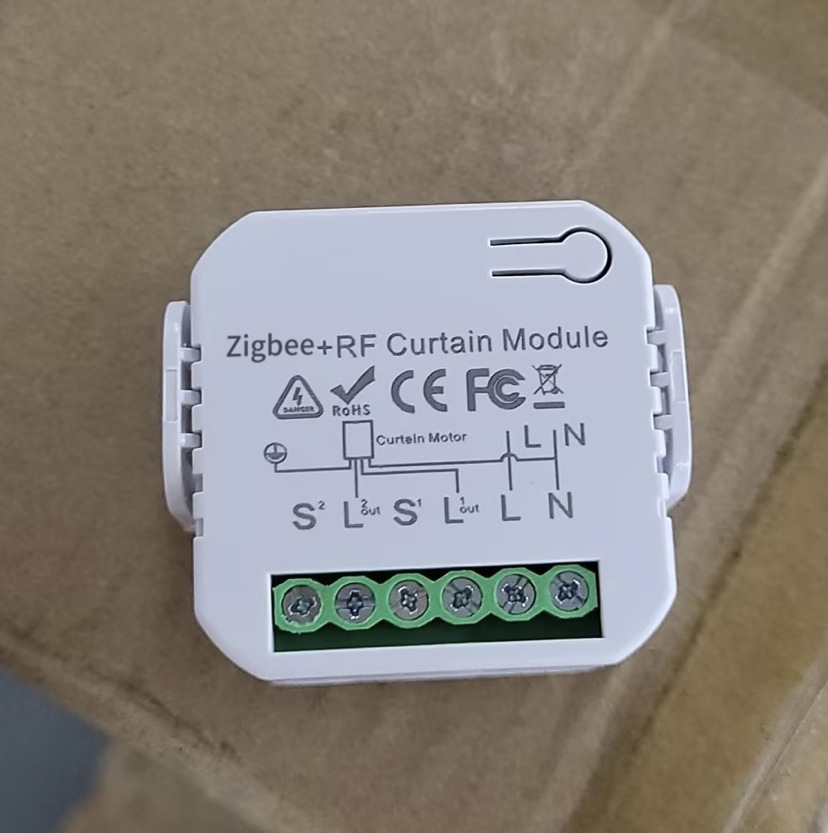 Zigbee+RF Curtain Module
DANGER RoHS CE FC
Curtain Motor L N
S² L²out S¹ L¹out L N